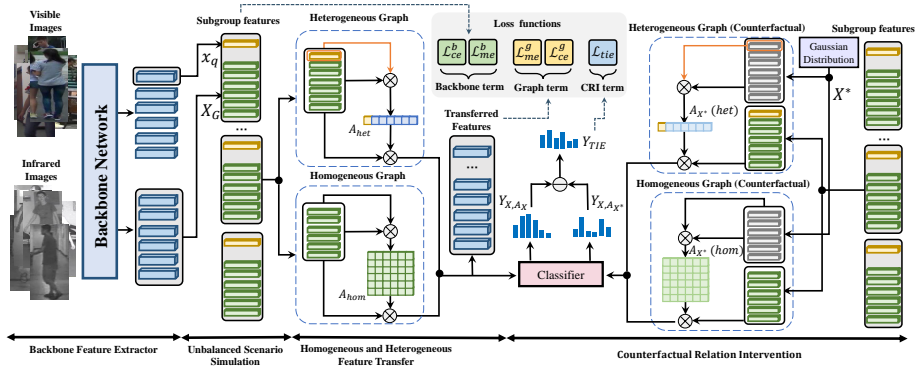 Visible
Images
Infrared
Images
Backbone Network
Subgroup features
x_q
X_G
...
Heterogeneous Graph
A_het
Homogeneous Graph
A_hom
Loss functions
L^b_ce L^b_me L^g_me L^g_ce L_tie
Backbone term Graph term CRI term
Transferred
Features
...
Y_TIE
Y_X,A_X
Y_X,A_X*
Classifier
Heterogeneous Graph (Counterfactual)
A_X*(het)
Homogeneous Graph (Counterfactual)
A_X*(hom)
Gaussian
Distribution
X*
Subgroup features
...
Backbone Feature Extractor
Unbalanced Scenario
Simulation
Homogeneous and Heterogeneous
Feature Transfer
Counterfactual Relation Intervention